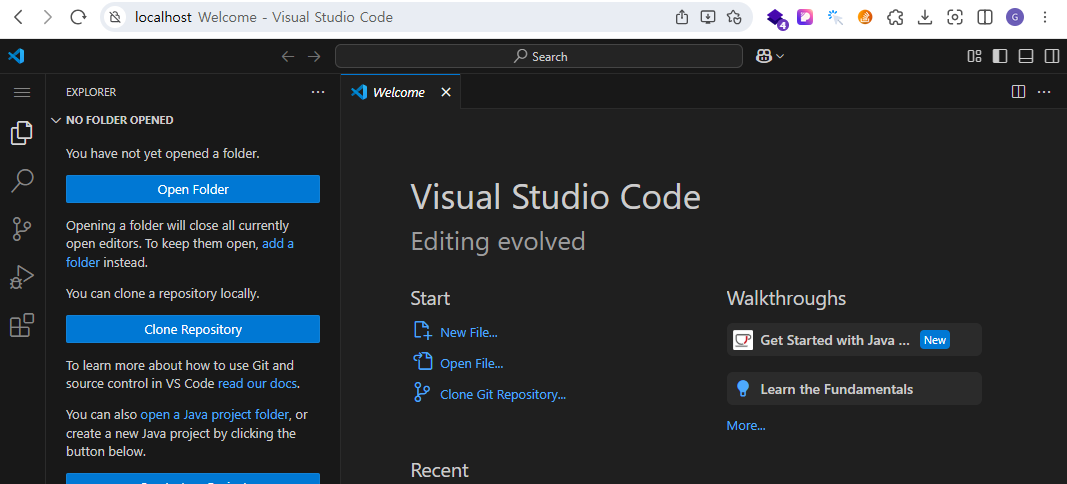 localhost Welcome - Visual Studio Code
4
G
Search
EXPLORER
Welcome
NO FOLDER OPENED
You have not yet opened a folder.
Open Folder
Opening a folder will close all currently
open editors. To keep them open, add a
folder instead.
You can clone a repository locally.
Clone Repository
To learn more about how to use Git and
source control in VS Code read our docs.
You can also open a Java project folder, or
create a new Java project by clicking the
button below.
Visual Studio Code
Editing evolved
Start
New File...
Open File...
Clone Git Repository...
Recent
Walkthroughs
Get Started with Java ... New
Learn the Fundamentals
More...